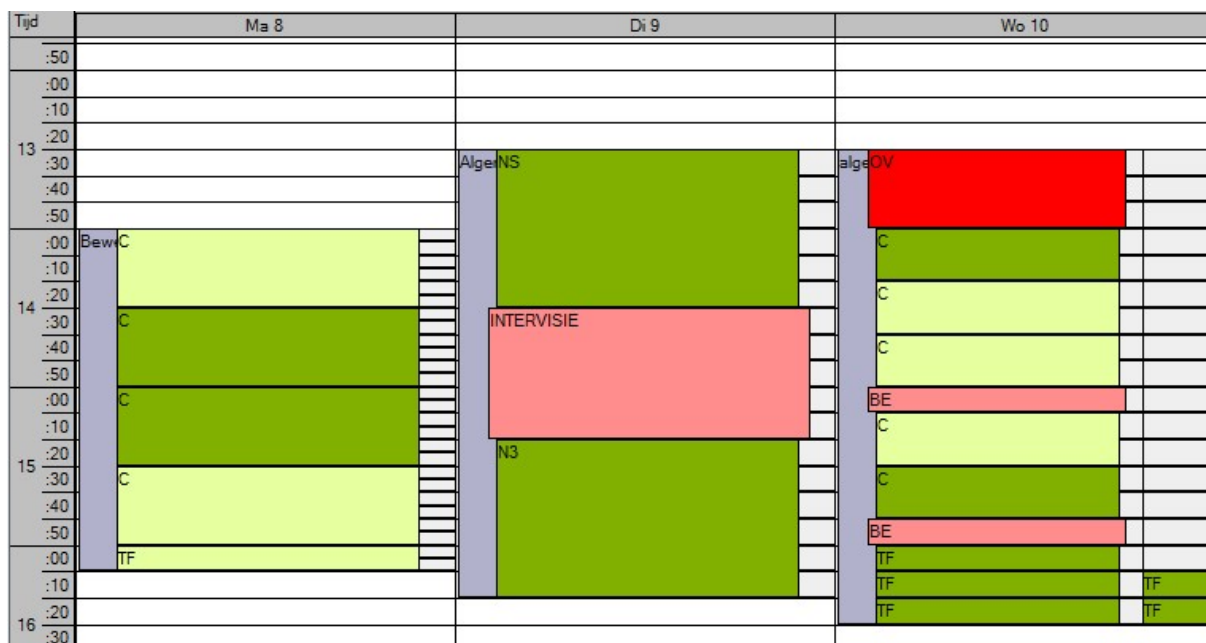 Tijd Ma 8 Di 9 Wo 10
:50
:00
:10
:20
13 :30 Alger NS alge OV
:40
:50
:00 Bewe C C
:10
:20 C
14 :30 C INTERVISIE
:40 C
:50
:00 C BE
:10 C
:20 N3
15 :30 C C
:40
:50 BE
:00 TF TF
:10 TF TF
:20 TF TF
16 :30